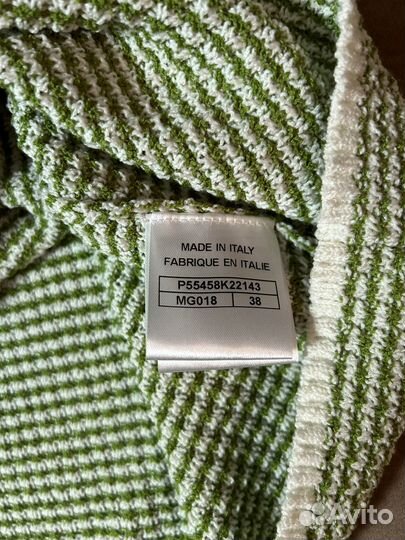 MADE IN ITALY
FABRIQUE EN ITALIE
P55458K22143
MG018 38
Avito